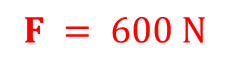 F = 600 N